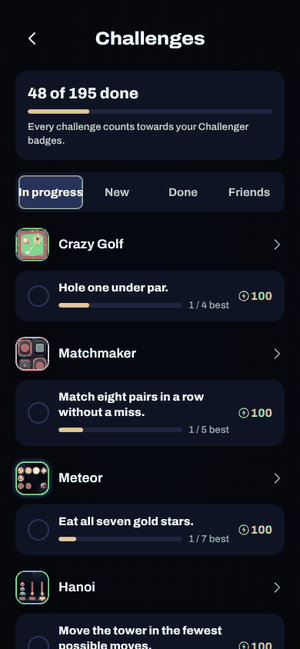 Challenges
48 of 195 done
Every challenge counts towards your Challenger
badges.
In progress
New
Done
Friends
Crazy Golf
Hole one under par.
1 / 4 best
100
Matchmaker
Match eight pairs in a row
without a miss.
1 / 5 best
100
Meteor
Eat all seven gold stars.
1 / 7 best
100
Hanoi
Move the tower in the fewest
possible moves.
100